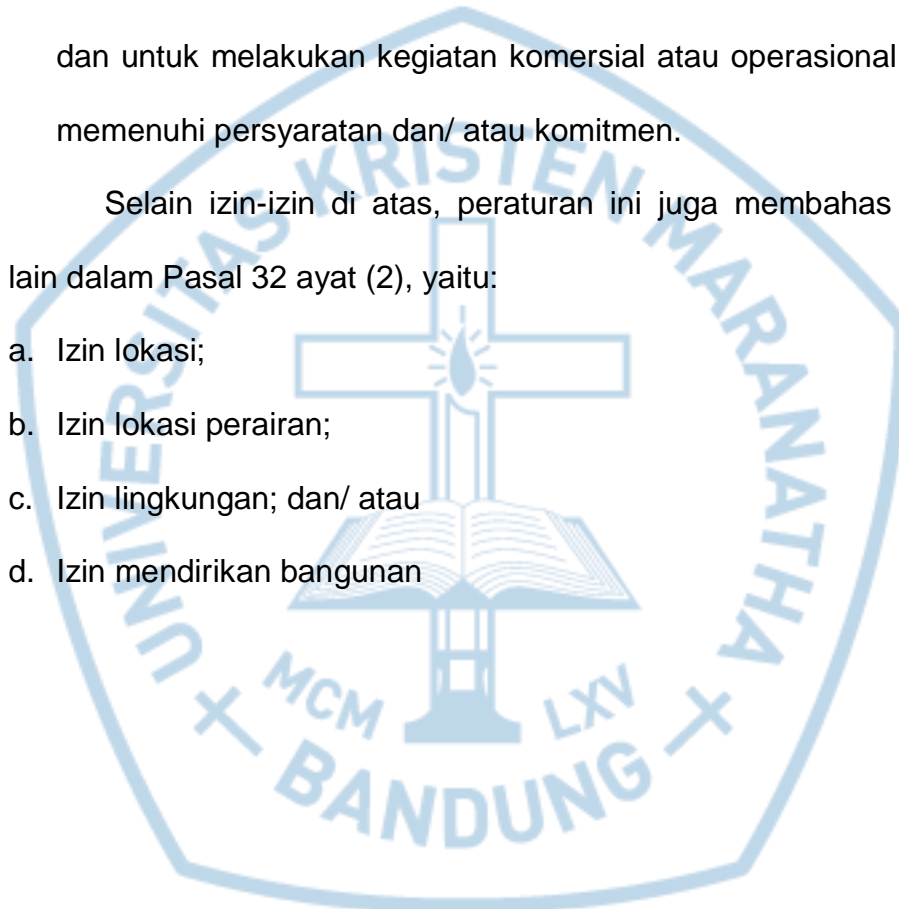 dan untuk melakukan kegiatan komersial atau operasional
memenuhi persyaratan dan/ atau komitmen.
Selain izin-izin di atas, peraturan ini juga membahas
lain dalam Pasal 32 ayat (2), yaitu:
a. Izin lokasi;
b. Izin lokasi perairan;
c. Izin lingkungan; dan/ atau
d. Izin mendirikan bangunan
UNIVERSITAS KRISTEN MARANATHA
MCM LXV
BANDUNG